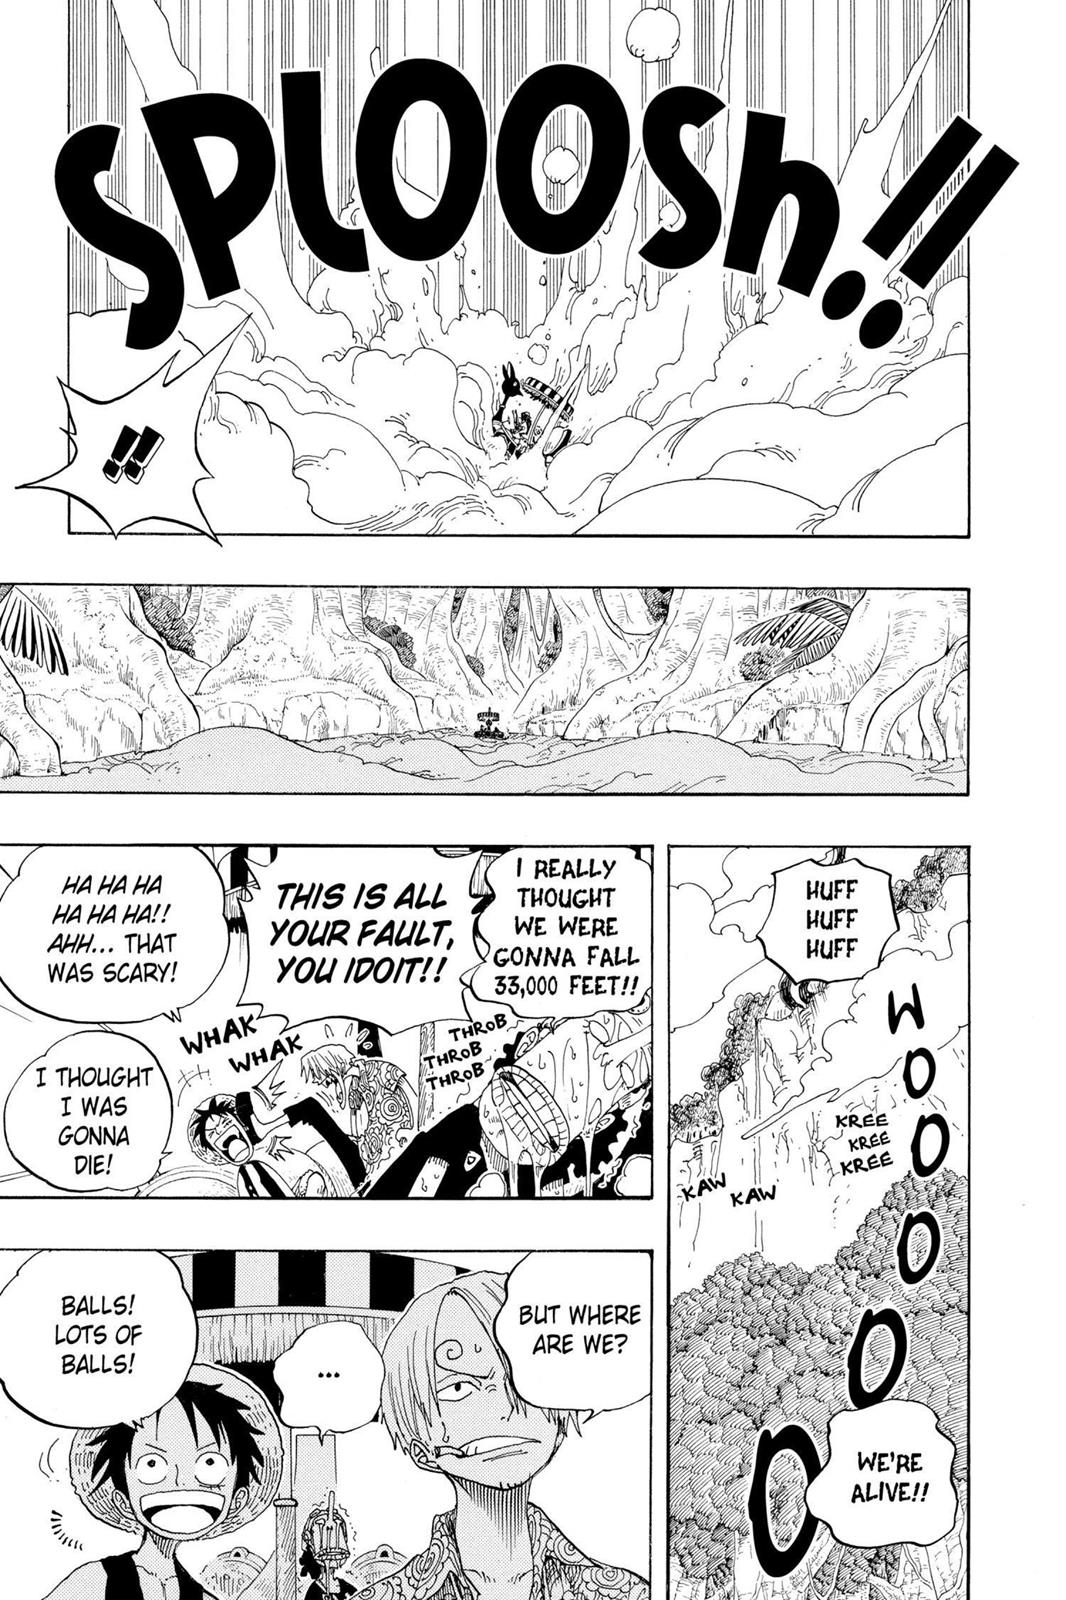 SPLOOSH!!
!!
HUFF
HUFF
HUFF
WOOOOOO
KREE
KREE
KREE
KAW
KAW
WE'RE
ALIVE!!
I REALLY
THOUGHT
WE WERE
GONNA FALL
33,000 FEET!!
THIS IS ALL
YOUR FAULT,
YOU IDOIT!!
THROB
THROB
THROB
WHAK
WHAK
HA HA HA
HA HA HA!!
AHH... THAT
WAS SCARY!
I THOUGHT
I WAS
GONNA
DIE!
BUT WHERE
ARE WE?
...
BALLS!
LOTS OF
BALLS!